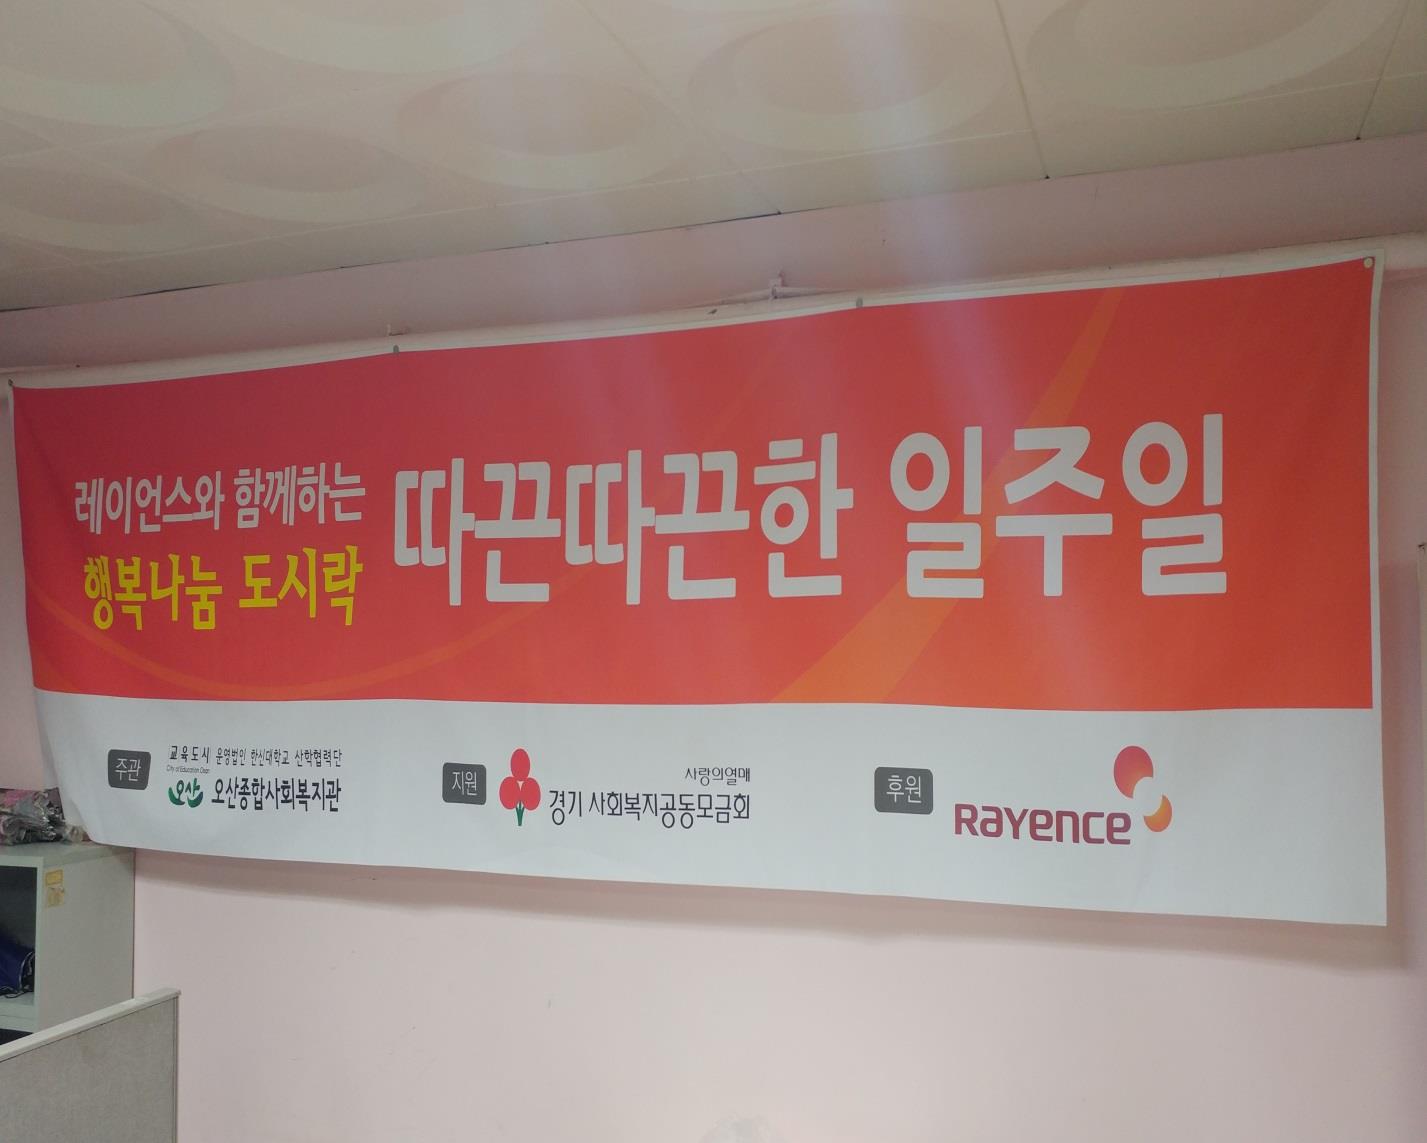 레이언스와 함께하는
행복나눔 도시락
따끈따끈한 일주일
주관
교육도시 운영법인 한신대학교 산학협력단
City of Education Osan
오산 오산종합사회복지관
지원
사랑의열매
경기 사회복지공동모금회
후원
Rayence